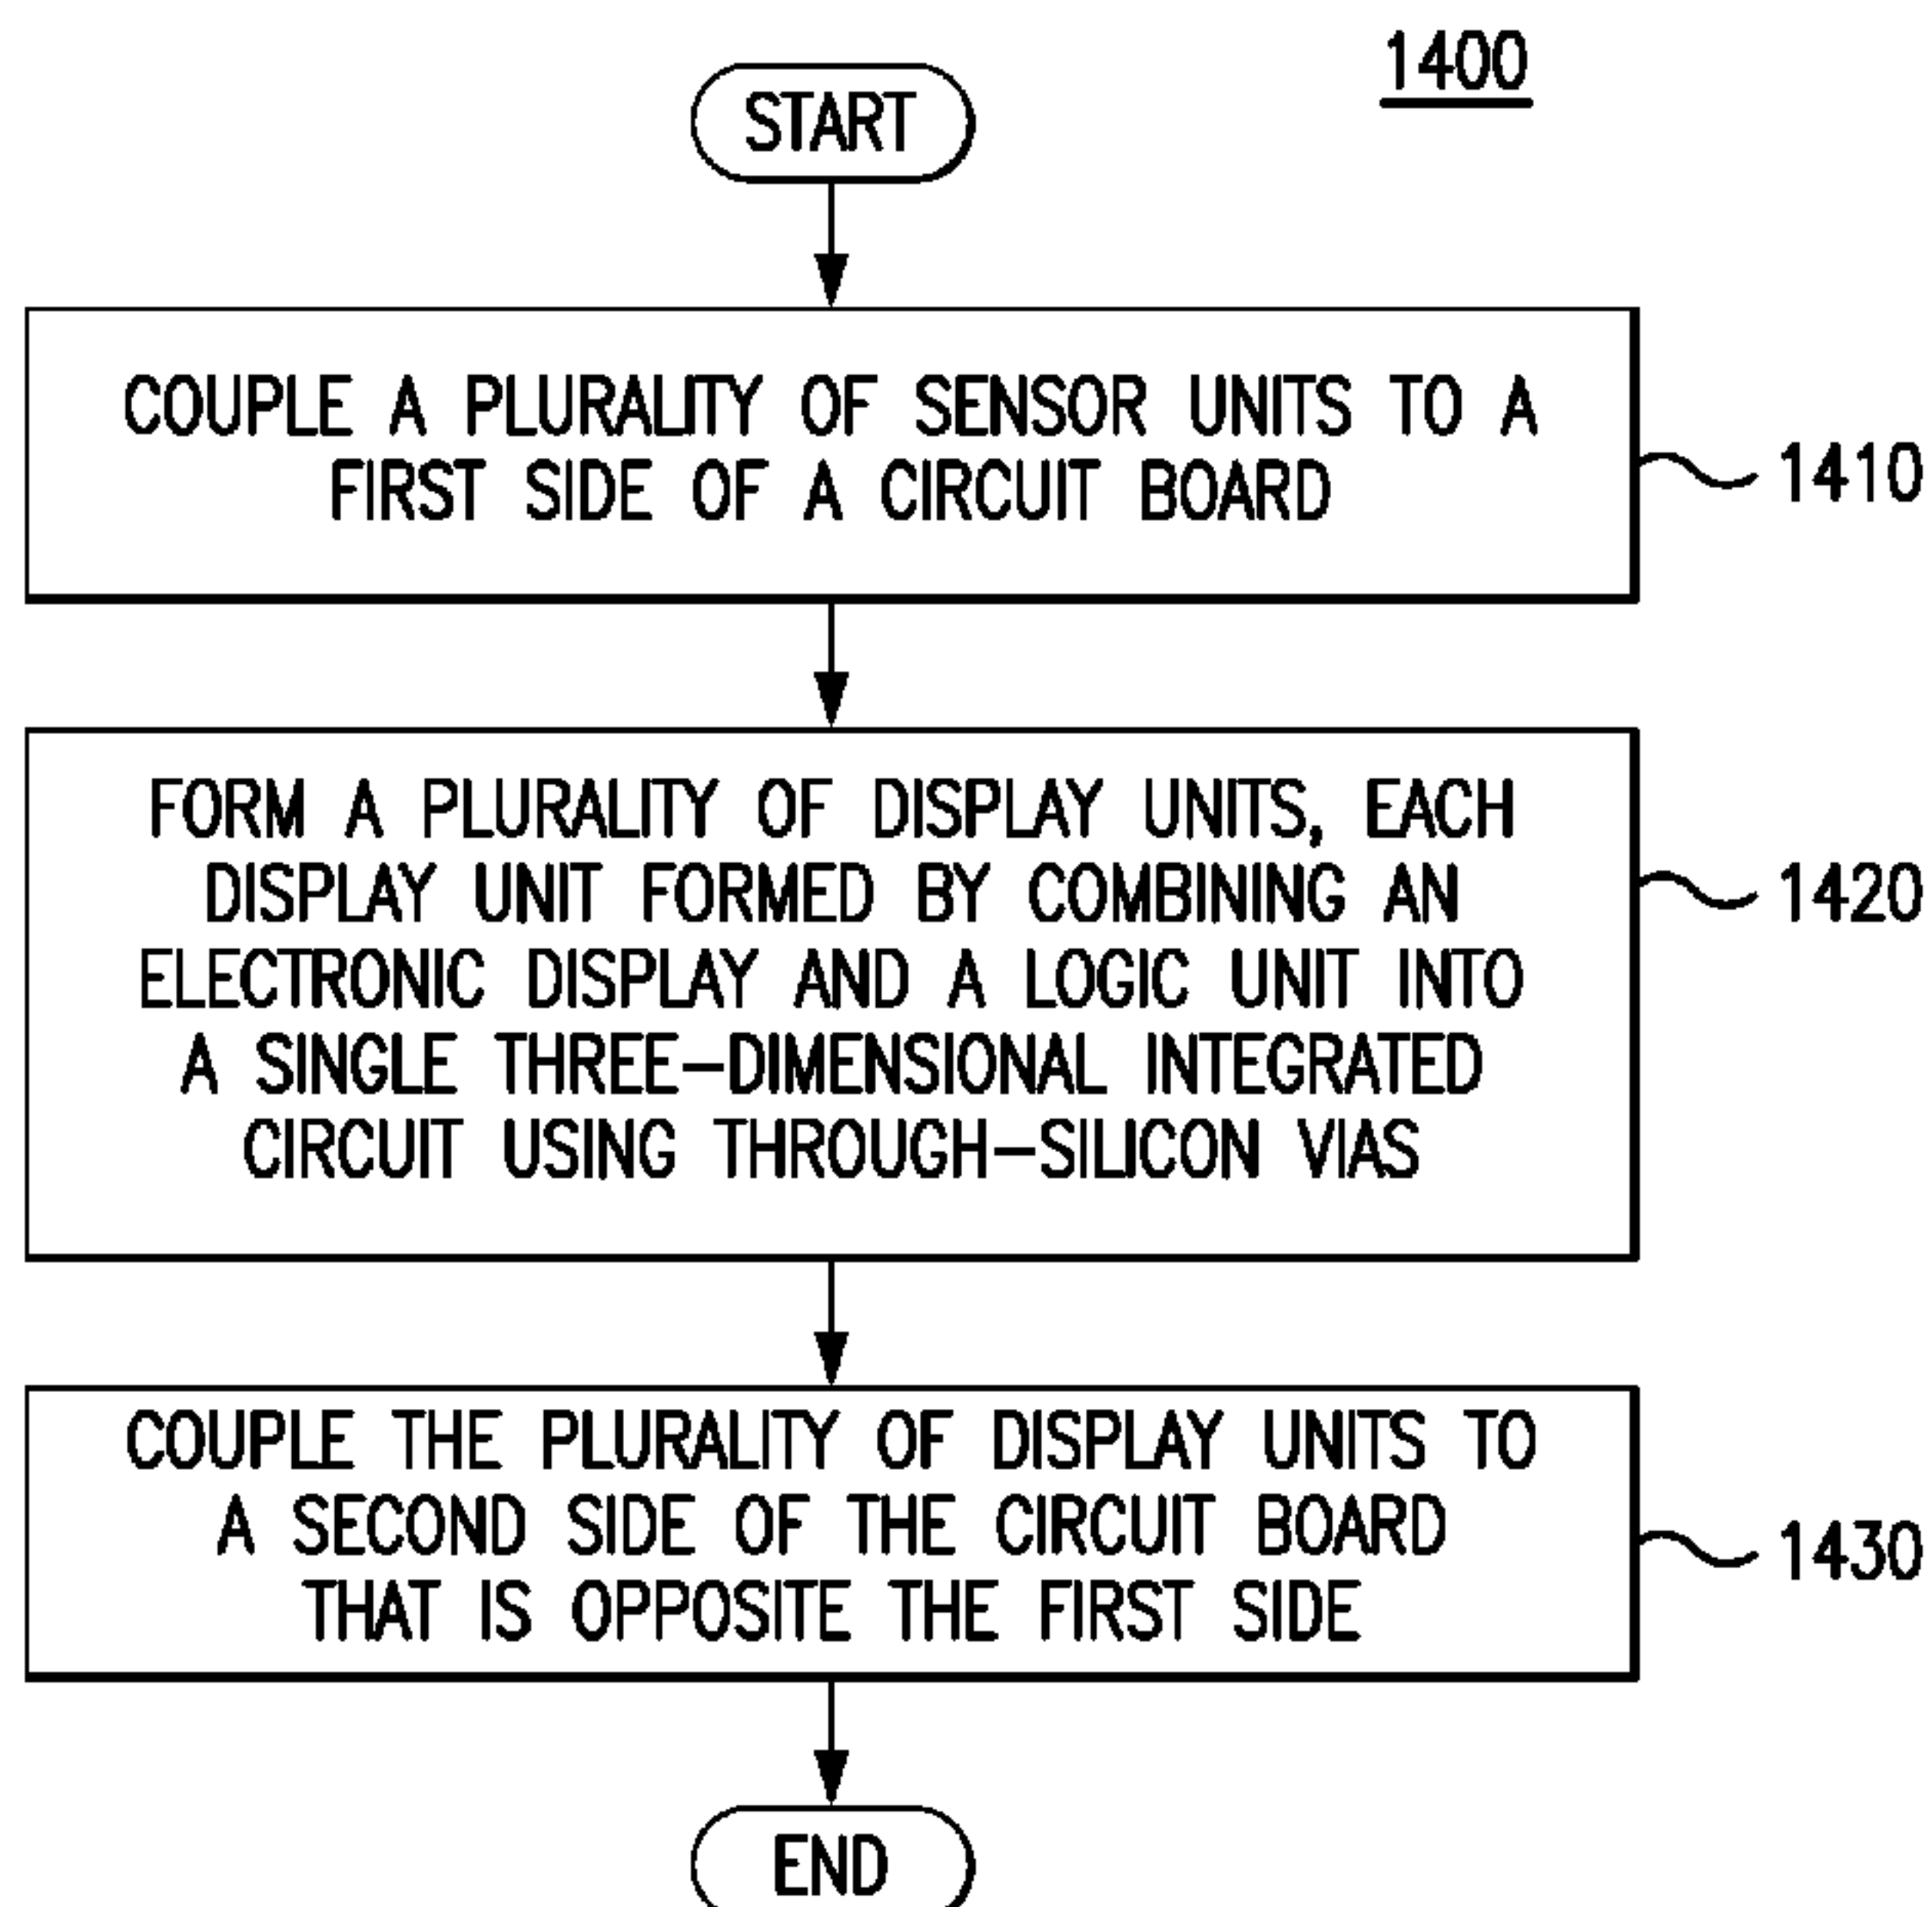 1400
START
COUPLE A PLURALITY OF SENSOR UNITS TO A
FIRST SIDE OF A CIRCUIT BOARD
1410
FORM A PLURALITY OF DISPLAY UNITS, EACH
DISPLAY UNIT FORMED BY COMBINING AN
ELECTRONIC DISPLAY AND A LOGIC UNIT INTO
A SINGLE THREE-DIMENSIONAL INTEGRATED
CIRCUIT USING THROUGH-SILICON VIAS
1420
COUPLE THE PLURALITY OF DISPLAY UNITS TO
A SECOND SIDE OF THE CIRCUIT BOARD
THAT IS OPPOSITE THE FIRST SIDE
1430
END